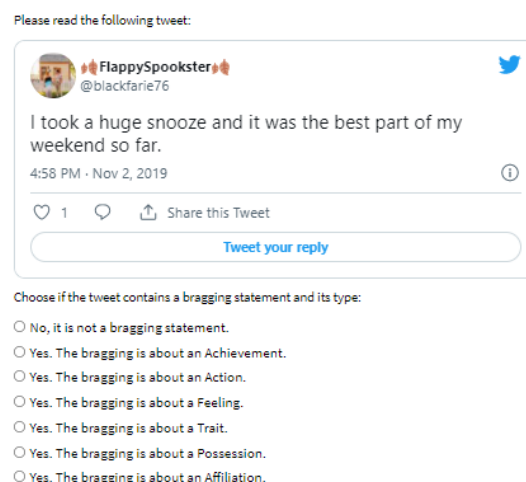 Please read the following tweet:
FlappySpookster
@blackfarie76
I took a huge snooze and it was the best part of my
weekend so far.
4:58 PM · Nov 2, 2019
1 Share this Tweet
Tweet your reply
Choose if the tweet contains a bragging statement and its type:
No, it is not a bragging statement.
Yes. The bragging is about an Achievement.
Yes. The bragging is about an Action.
Yes. The bragging is about a Feeling.
Yes. The bragging is about a Trait.
Yes. The bragging is about a Possession.
Yes. The bragging is about an Affiliation.